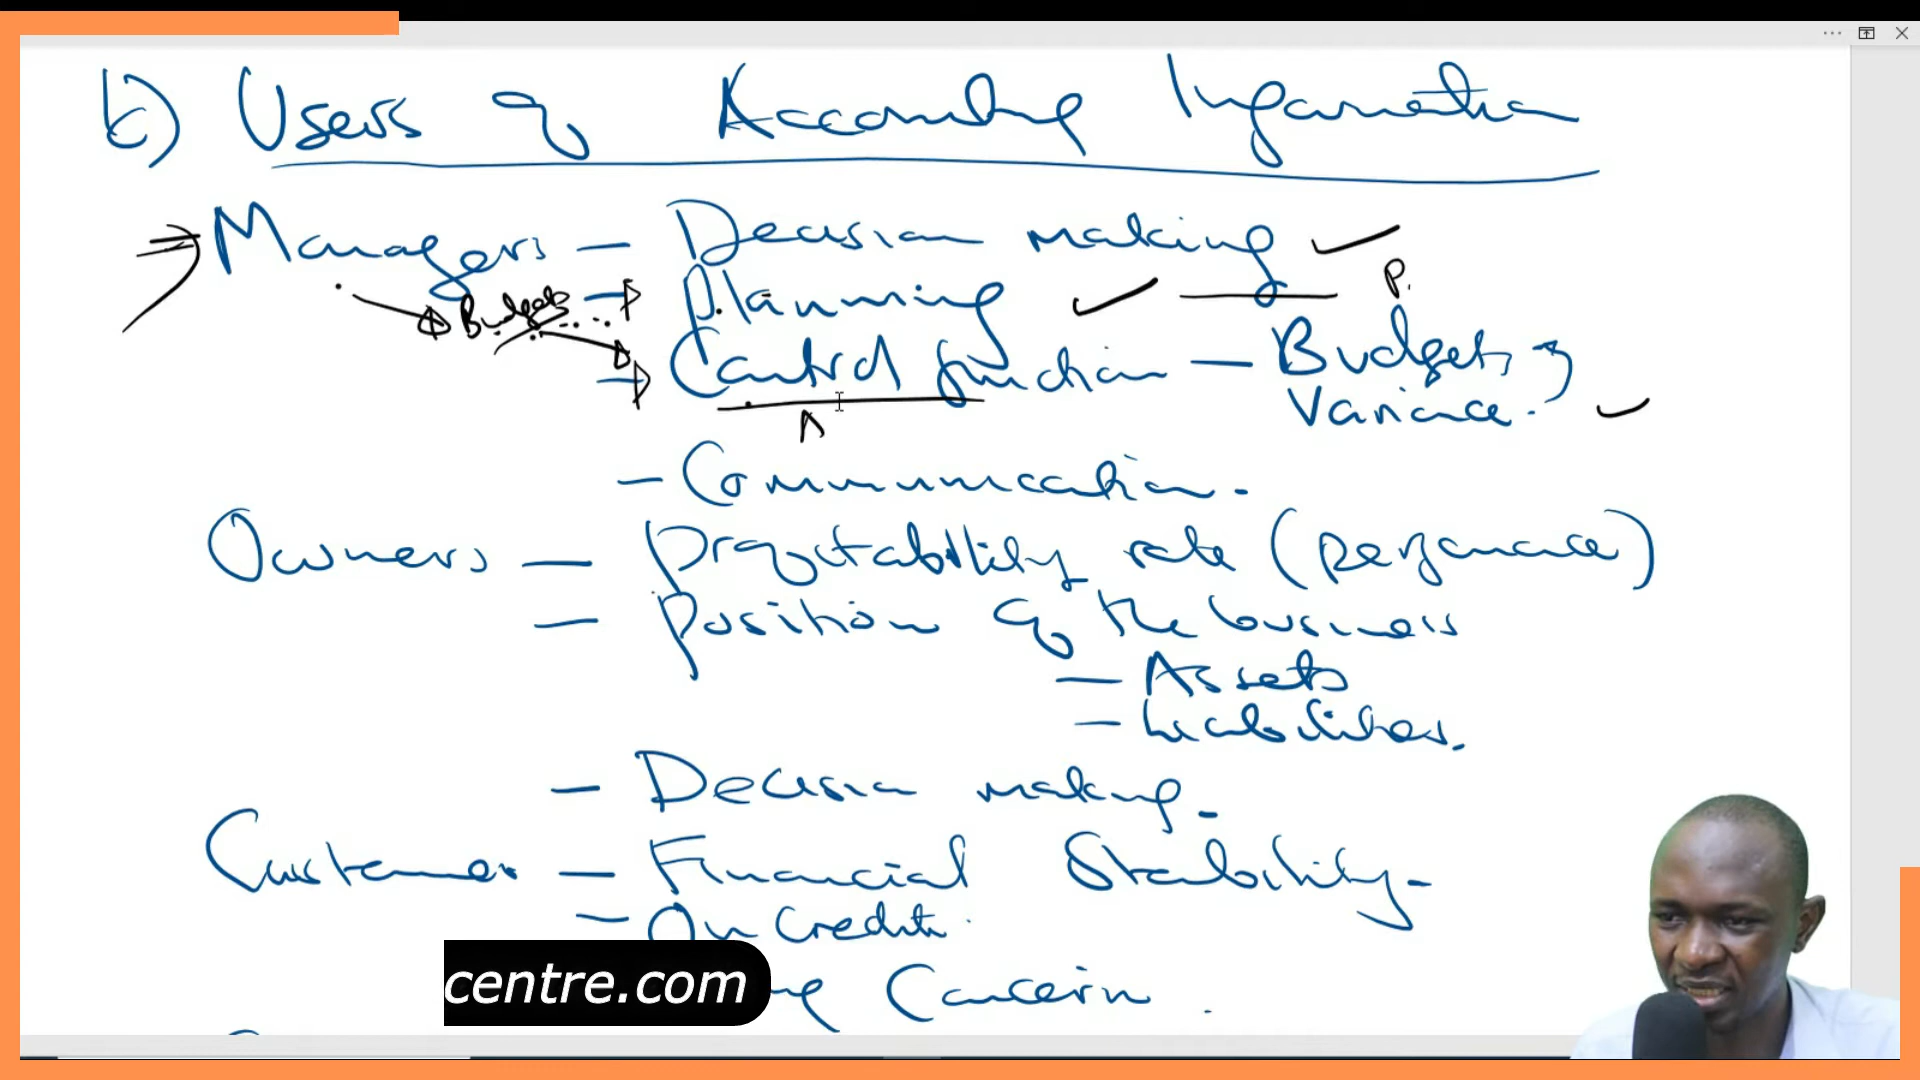 b) Users of Accounting Information
Managers – Decision making
Budgets – Planning P.
– Control function – Budgets &
Variance.
A
– Communication.
Owners – Profitability rate (performance)
– Position of the business
– Assets
– Liabilities.
– Decision making.
Customer – Financial Stability.
– On credit.
Concern.
centre.com